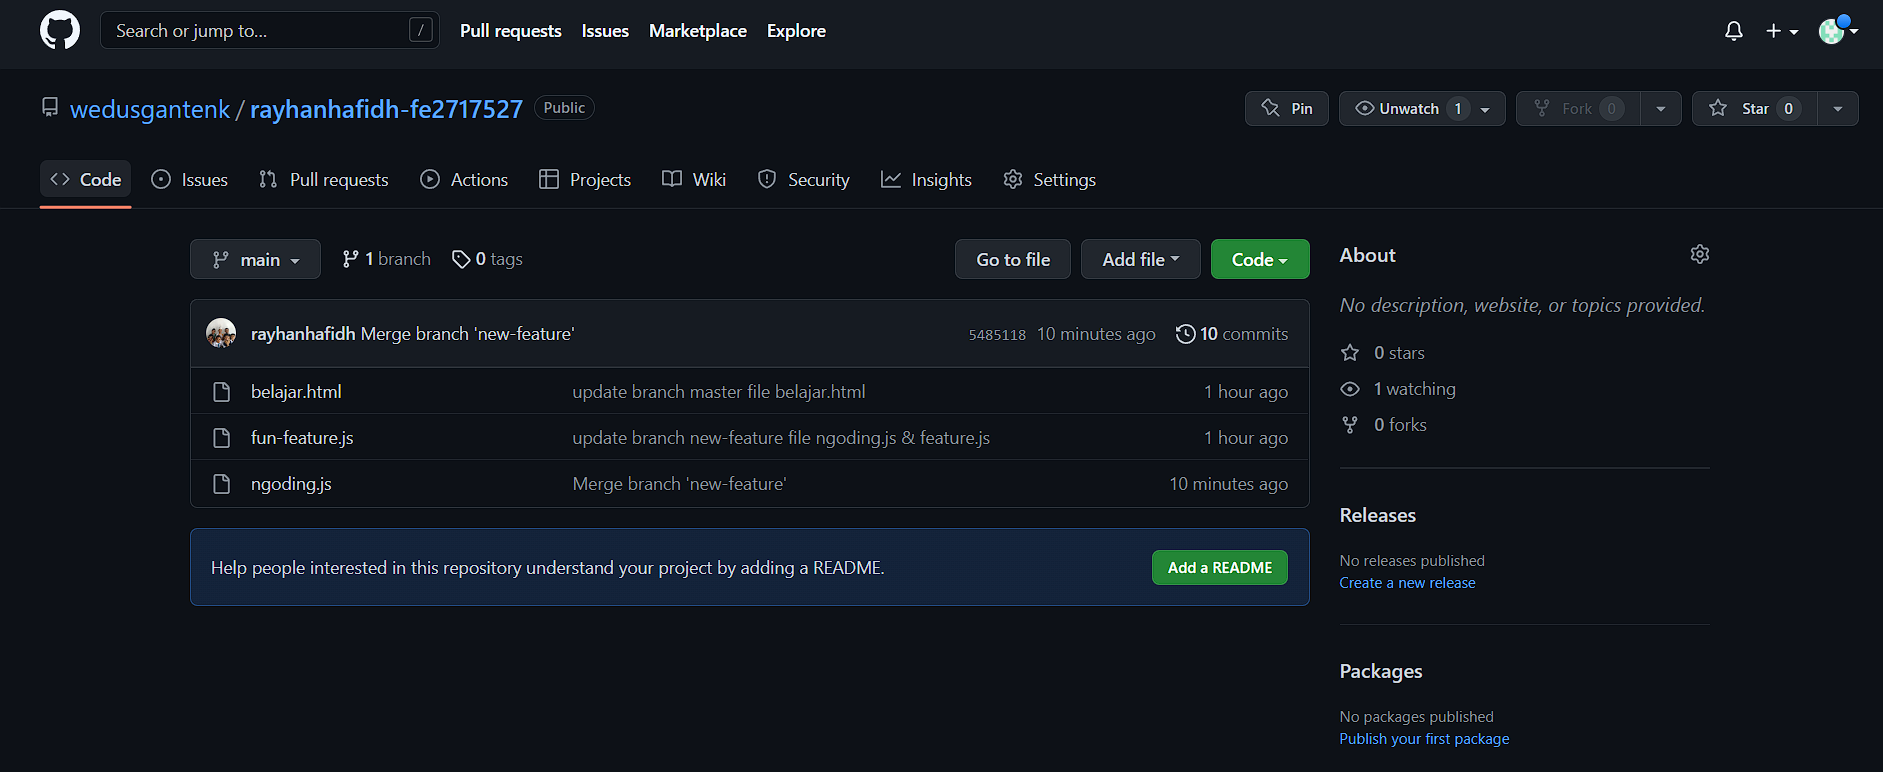 Search or jump to... /
Pull requests Issues Marketplace Explore
wedusgantenk / rayhanhafidh-fe2717527 Public
Pin Unwatch 1 Fork 0 Star 0
Code Issues Pull requests Actions Projects Wiki Security Insights Settings
main 1 branch 0 tags Go to file Add file Code
rayhanhafidh Merge branch 'new-feature' 5485118 10 minutes ago 10 commits
belajar.html update branch master file belajar.html 1 hour ago
fun-feature.js update branch new-feature file ngoding.js & feature.js 1 hour ago
ngoding.js Merge branch 'new-feature' 10 minutes ago
Help people interested in this repository understand your project by adding a README. Add a README
About
No description, website, or topics provided.
0 stars
1 watching
0 forks
Releases
No releases published
Create a new release
Packages
No packages published
Publish your first package